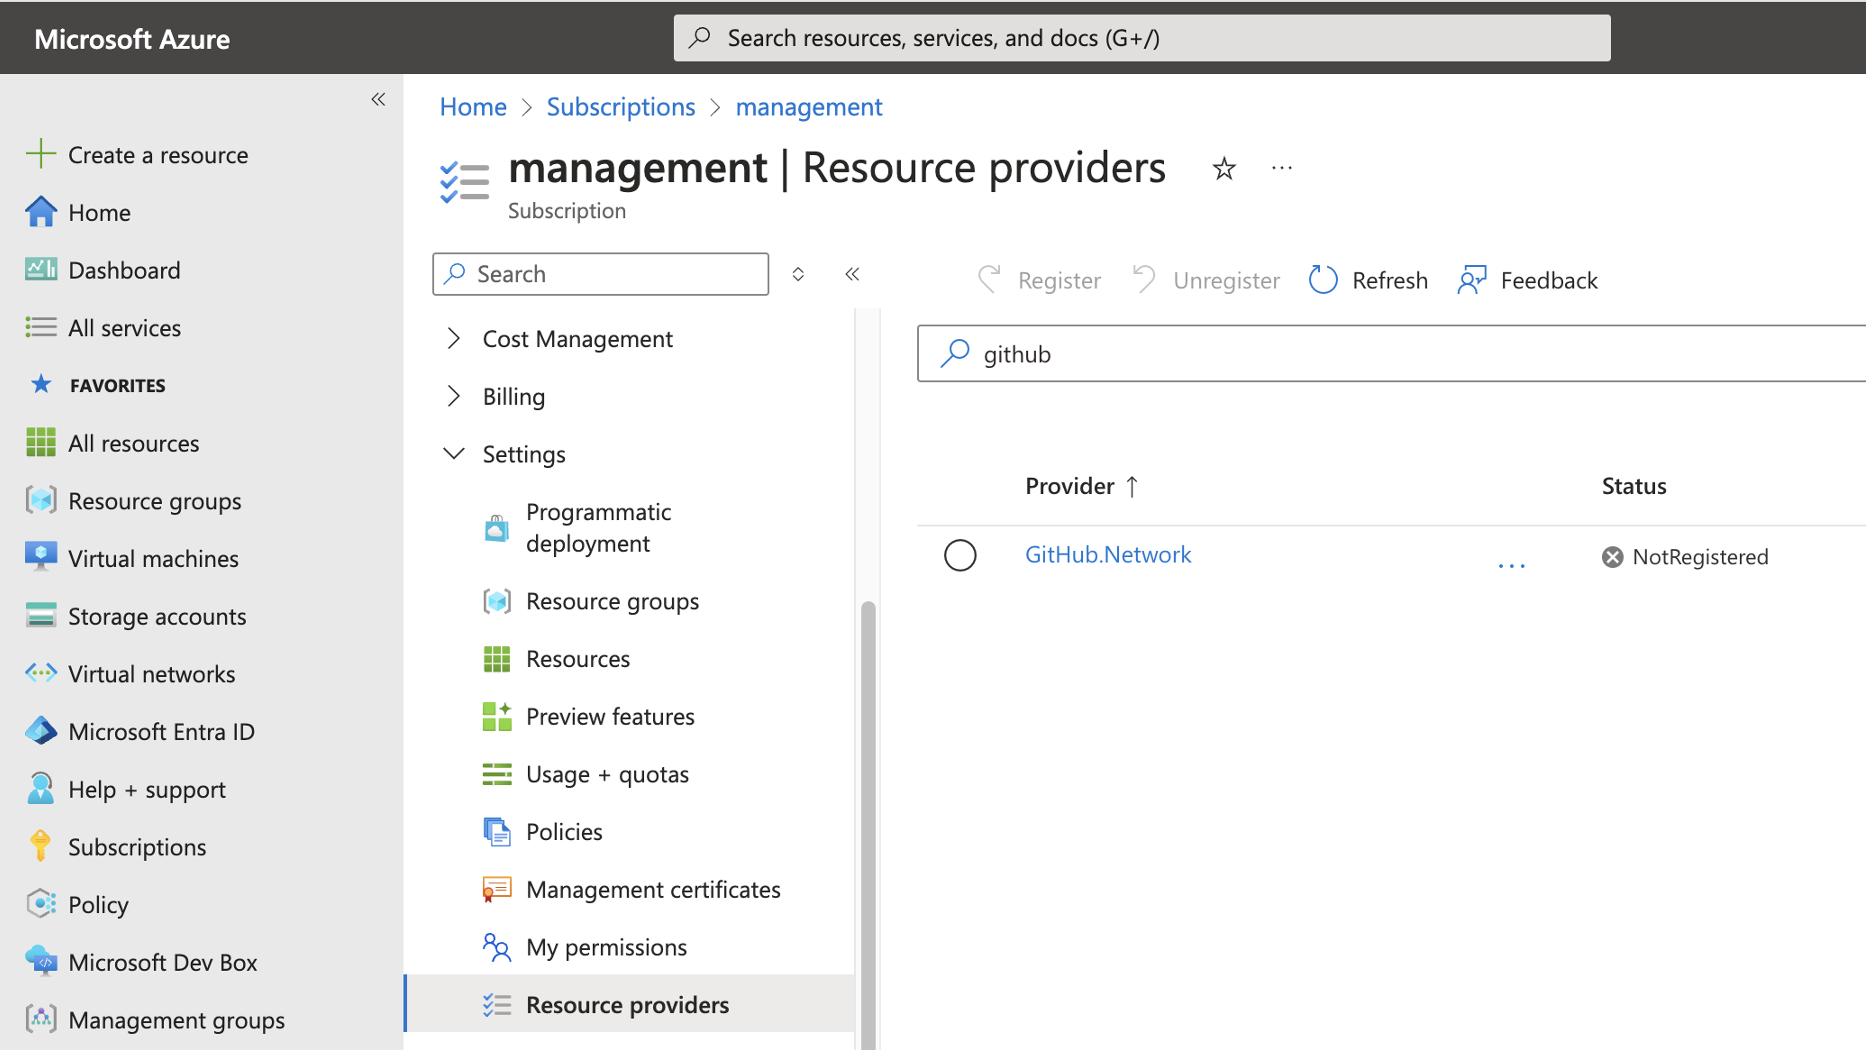 Microsoft Azure
Search resources, services, and docs (G+/)
Create a resource
Home
Dashboard
All services
FAVORITES
All resources
Resource groups
Virtual machines
Storage accounts
Virtual networks
Microsoft Entra ID
Help + support
Subscriptions
Policy
Microsoft Dev Box
Management groups
Home > Subscriptions > management
management | Resource providers
Subscription
Search
Cost Management
Billing
Settings
Programmatic
deployment
Resource groups
Resources
Preview features
Usage + quotas
Policies
Management certificates
My permissions
Resource providers
Register Unregister Refresh Feedback
github
Provider ↑ Status
GitHub.Network ... NotRegistered